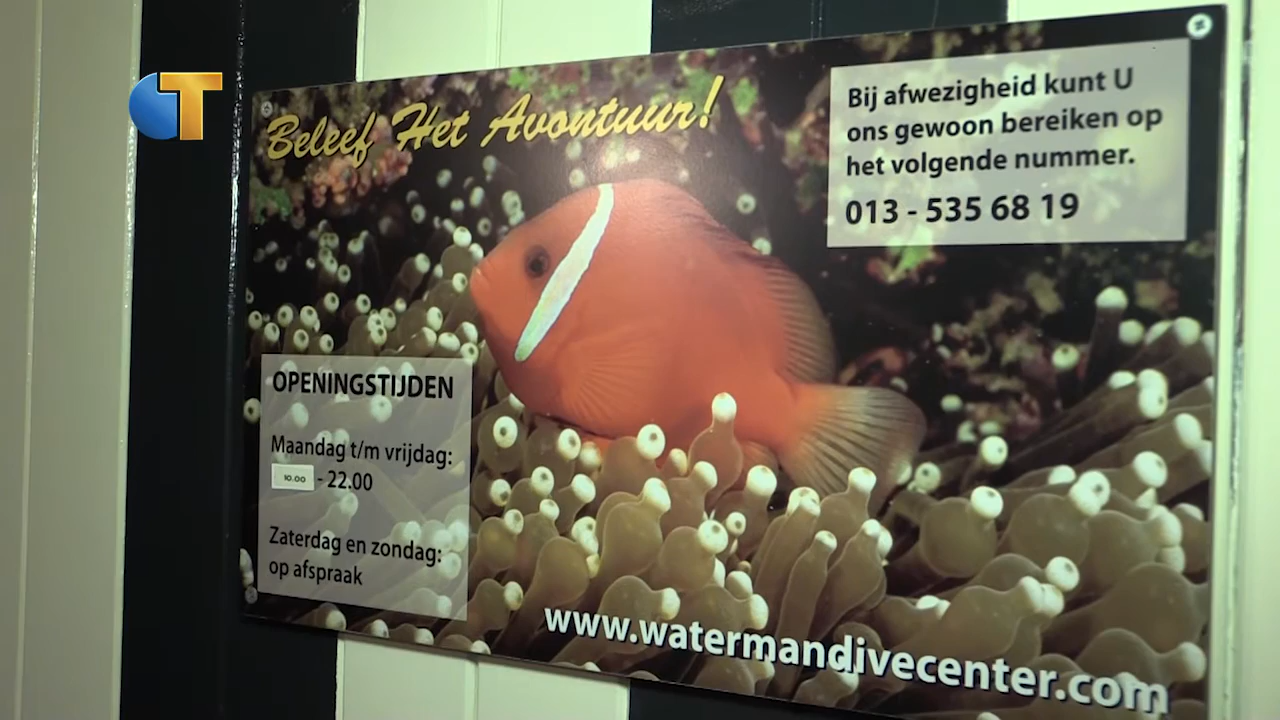 T
Beleef Het Avontuur!
Bij afwezigheid kunt U
ons gewoon bereiken op
het volgende nummer.
013 - 535 68 19
OPENINGSTIJDEN
Maandag t/m vrijdag:
10.00 - 22.00
Zaterdag en zondag:
op afspraak
www.watermandivecenter.com